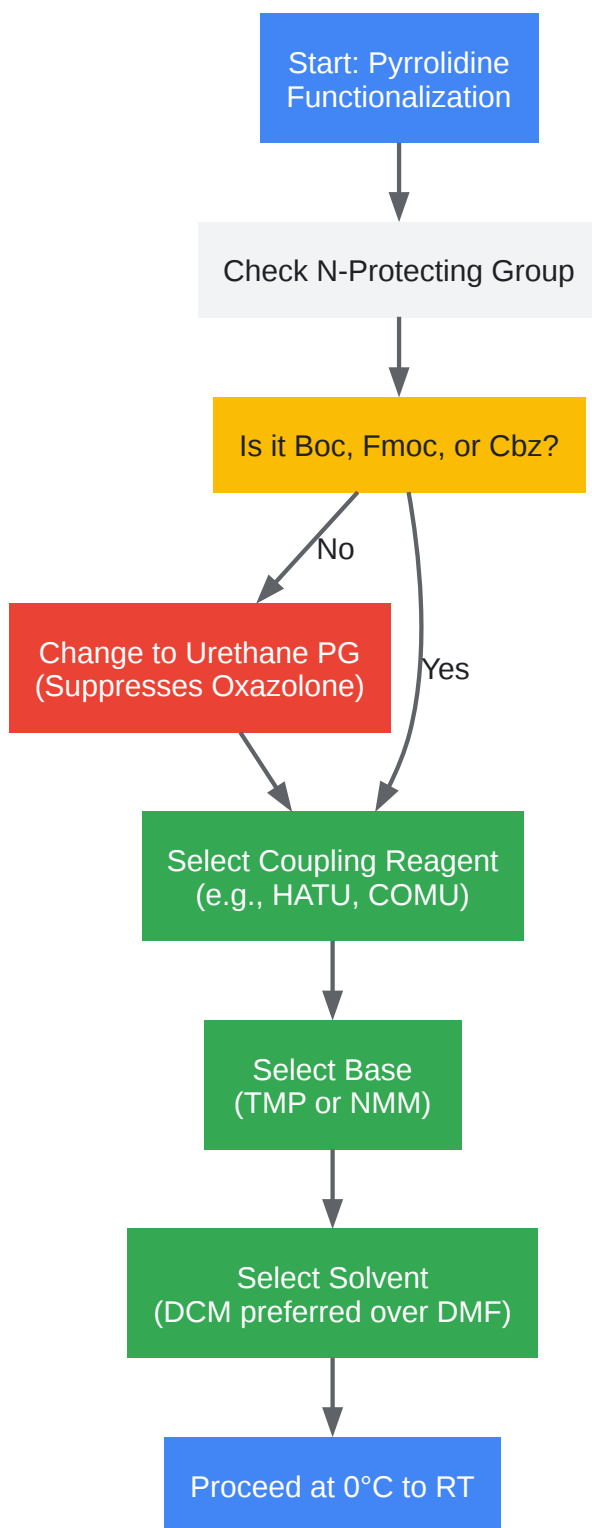 Start: Pyrrolidine
Functionalization
Check N-Protecting Group
Is it Boc, Fmoc, or Cbz?
No
Change to Urethane PG
(Suppresses Oxazolone)
Yes
Select Coupling Reagent
(e.g., HATU, COMU)
Select Base
(TMP or NMM)
Select Solvent
(DCM preferred over DMF)
Proceed at 0°C to RT